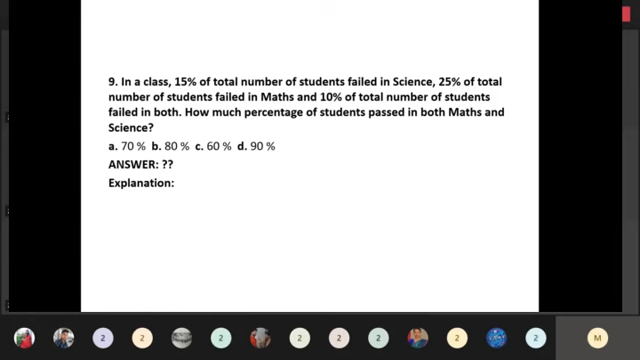 9. In a class, 15% of total number of students failed in Science, 25% of total
number of students failed in Maths and 10% of total number of students
failed in both. How much percentage of students passed in both Maths and
Science?
a. 70 % b. 80 % c. 60 % d. 90 %
ANSWER: ??
Explanation:
2 2 2 2 2 2 2 2 M